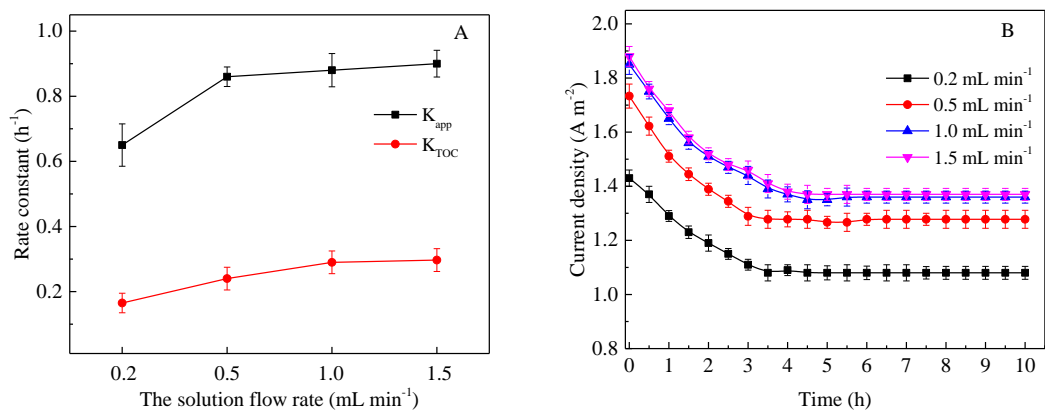 A
1.0
0.8
0.6
0.4
0.2
Rate constant (h⁻¹)
K_app
K_TOC
0.2 0.5 1.0 1.5
The solution flow rate (mL min⁻¹)
B
2.0
1.8
1.6
1.4
1.2
1.0
0.8
Current density (A m⁻²)
0.2 mL min⁻¹
0.5 mL min⁻¹
1.0 mL min⁻¹
1.5 mL min⁻¹
0 1 2 3 4 5 6 7 8 9 10
Time (h)